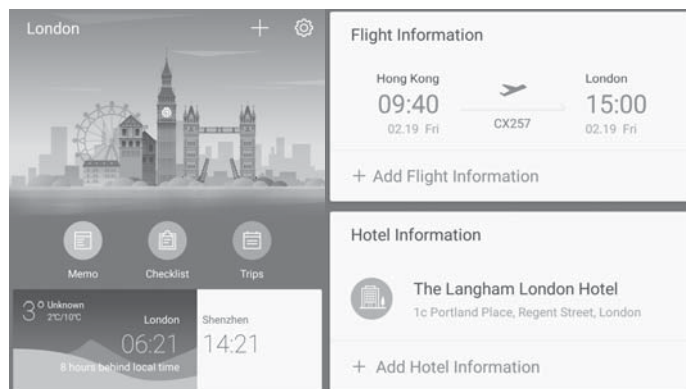 London
Memo
Checklist
Trips
3° Unknown
2℃/10℃
London
06:21
8 hours behind local time
Shenzhen
14:21
Flight Information
Hong Kong
London
09:40
15:00
02.19 Fri
CX257
02.19 Fri
+ Add Flight Information
Hotel Information
The Langham London Hotel
1c Portland Place, Regent Street, London
+ Add Hotel Information